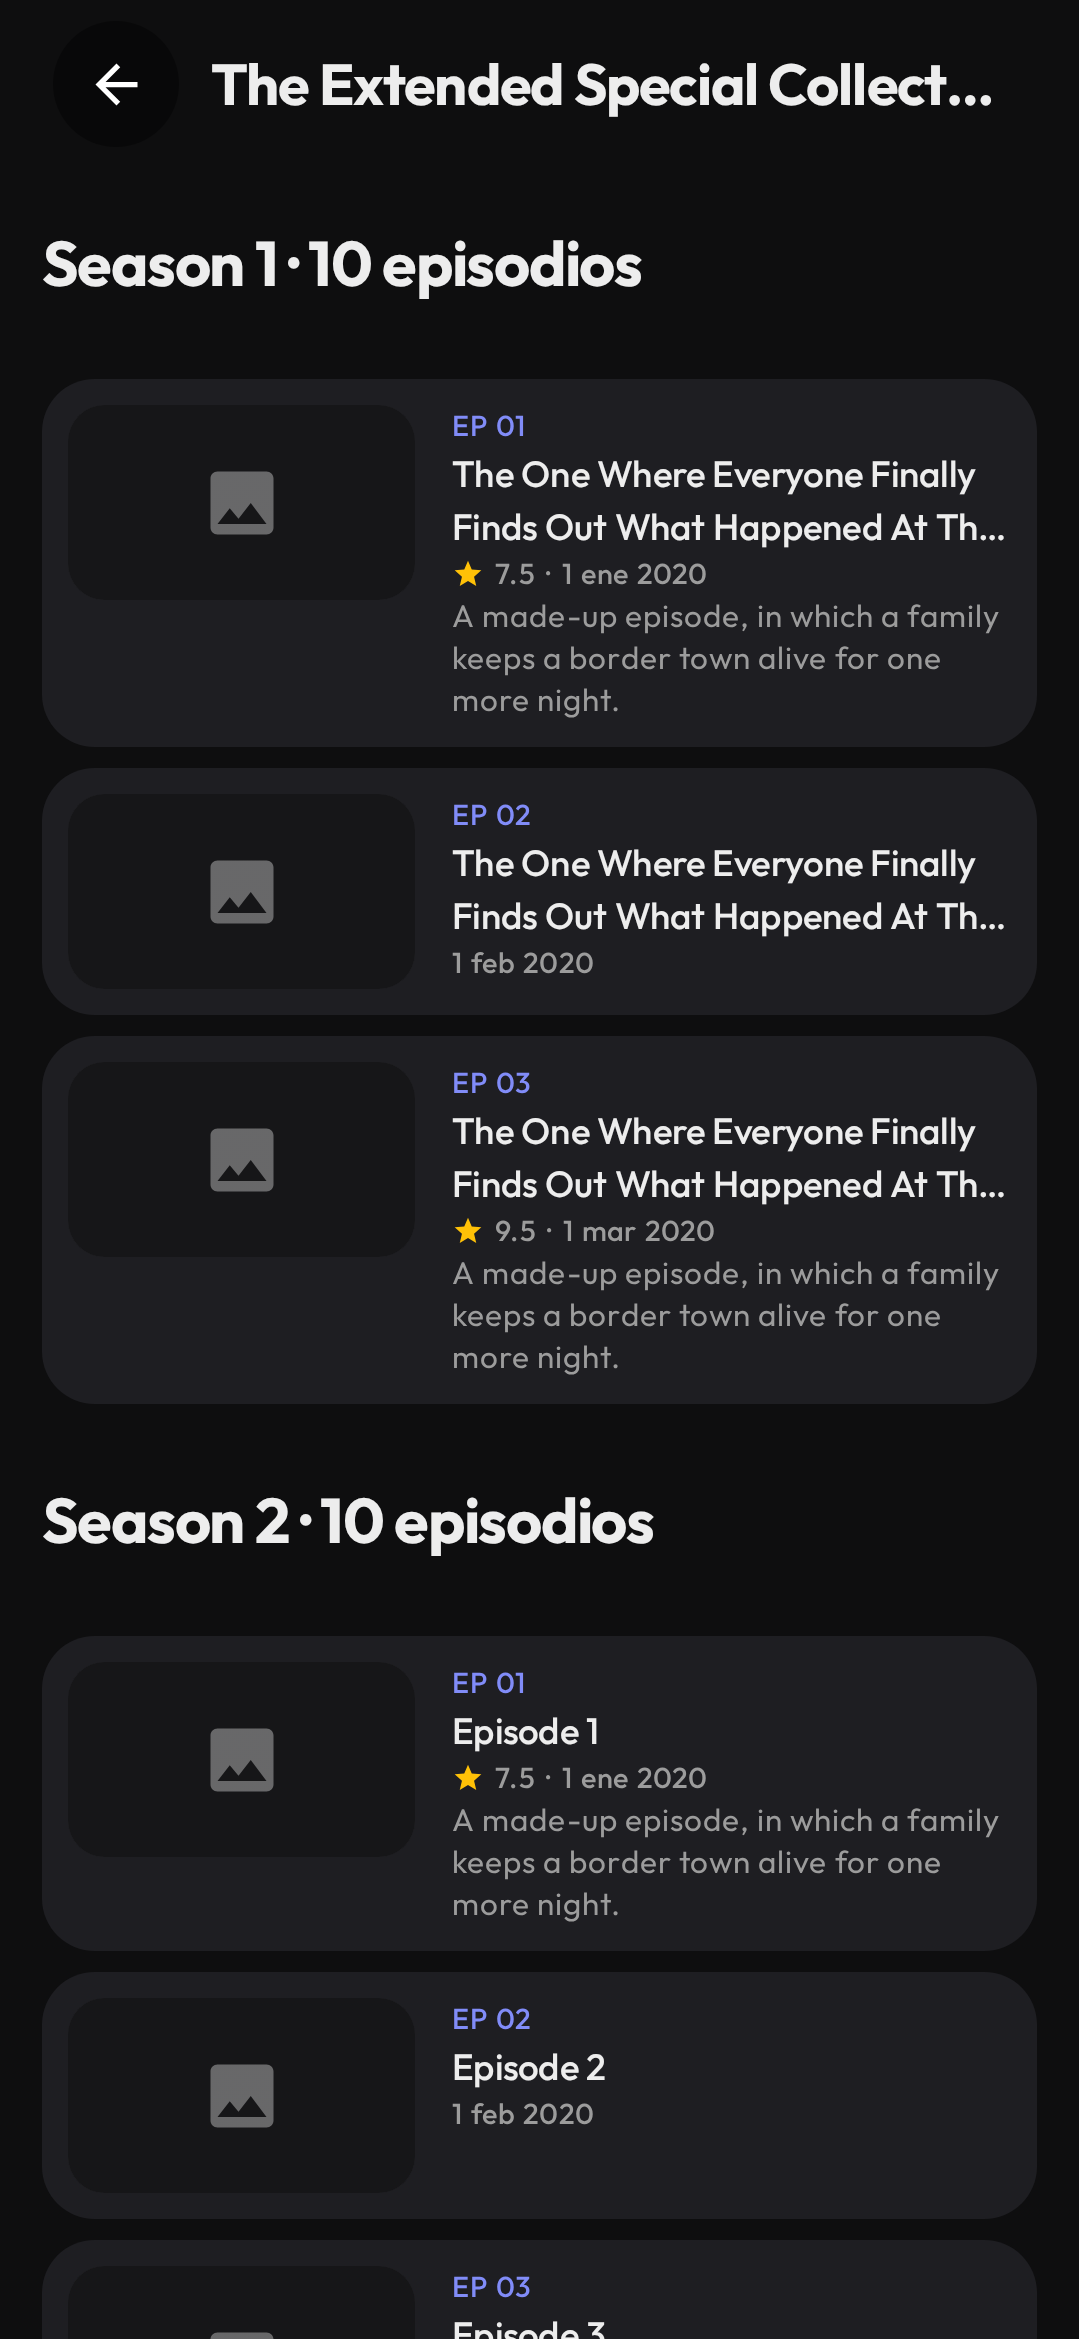 The Extended Special Collect...
Season 1 · 10 episodios
EP 01
The One Where Everyone Finally
Finds Out What Happened At Th...
7.5 · 1 ene 2020
A made-up episode, in which a family
keeps a border town alive for one
more night.
EP 02
The One Where Everyone Finally
Finds Out What Happened At Th...
1 feb 2020
EP 03
The One Where Everyone Finally
Finds Out What Happened At Th...
9.5 · 1 mar 2020
A made-up episode, in which a family
keeps a border town alive for one
more night.
Season 2 · 10 episodios
EP 01
Episode 1
7.5 · 1 ene 2020
A made-up episode, in which a family
keeps a border town alive for one
more night.
EP 02
Episode 2
1 feb 2020
EP 03
Episode 3